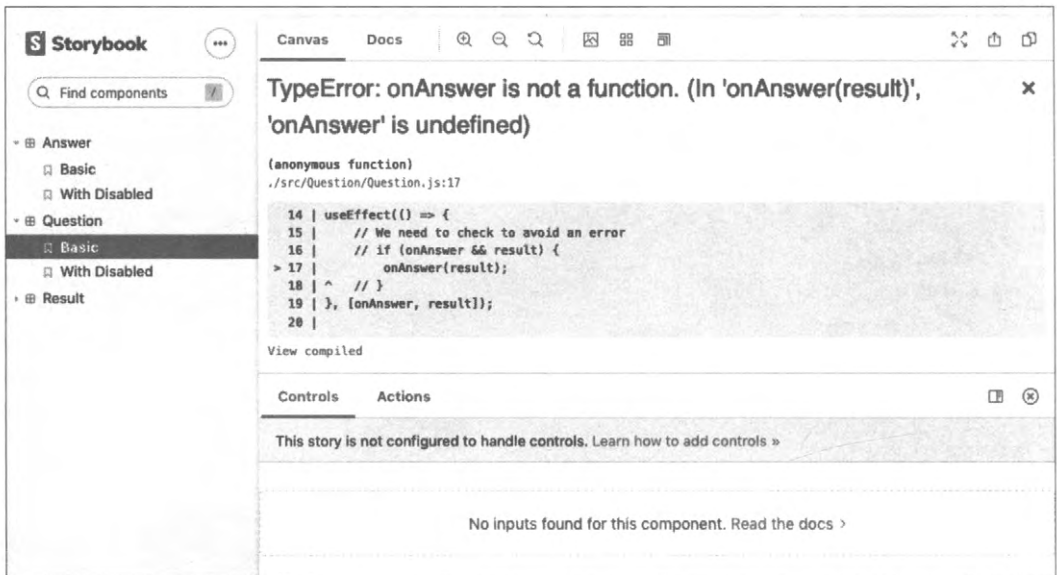 S Storybook
Find components /
Answer
Basic
With Disabled
Question
Basic
With Disabled
Result
Canvas Docs
TypeError: onAnswer is not a function. (In 'onAnswer(result)',
'onAnswer' is undefined)
(anonymous function)
./src/Question/Question.js:17
14 | useEffect(() => {
15 |     // We need to check to avoid an error
16 |     // if (onAnswer && result) {
> 17 |         onAnswer(result);
18 | ^   // }
19 | }, [onAnswer, result]);
20 |
View compiled
Controls Actions
This story is not configured to handle controls. Learn how to add controls »
No inputs found for this component. Read the docs >